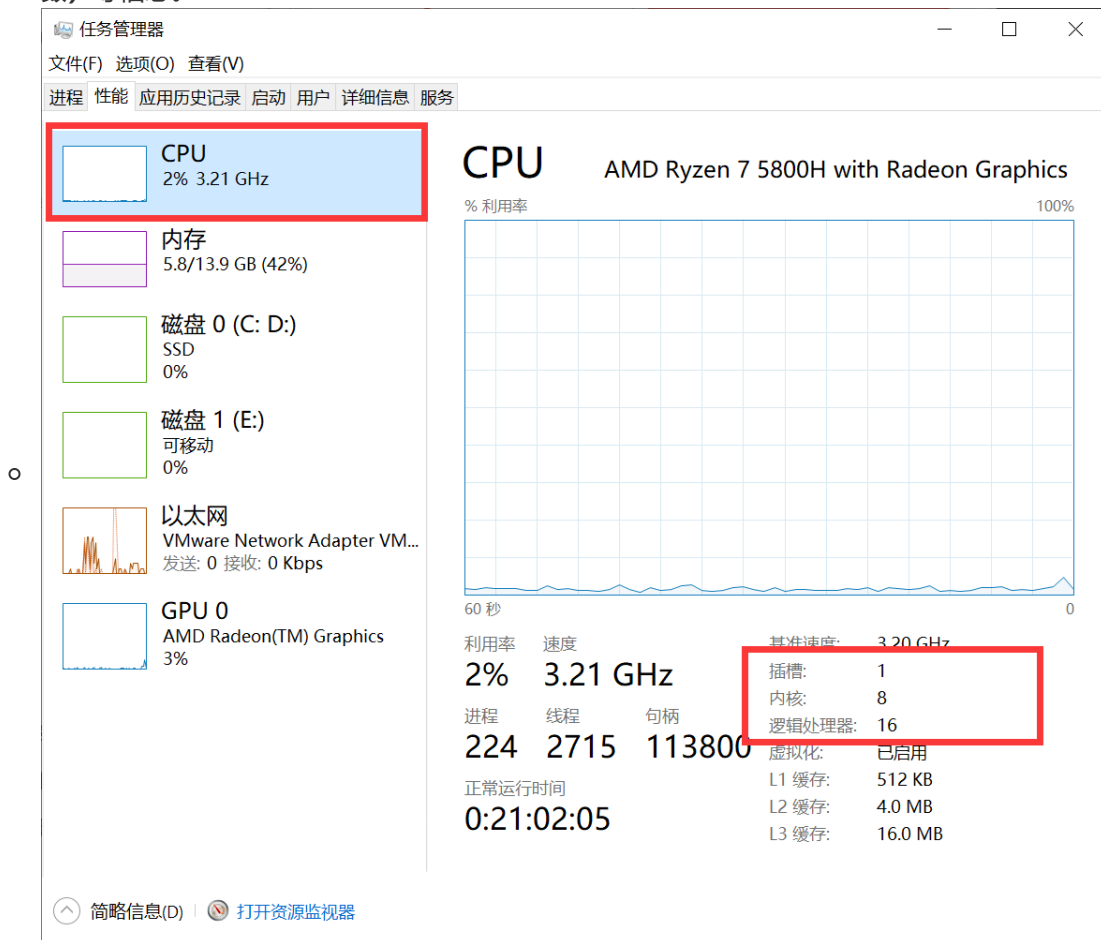 任务管理器
文件(F) 选项(O) 查看(V)
进程 性能 应用历史记录 启动 用户 详细信息 服务
CPU
2% 3.21 GHz
内存
5.8/13.9 GB (42%)
磁盘 0 (C: D:)
SSD
0%
磁盘 1 (E:)
可移动
0%
以太网
VMware Network Adapter VM...
发送: 0 接收: 0 Kbps
GPU 0
AMD Radeon(TM) Graphics
3%
CPU AMD Ryzen 7 5800H with Radeon Graphics
% 利用率 100%
60 秒 0
利用率 速度
2% 3.21 GHz
进程 线程 句柄
224 2715 113800
正常运行时间
0:21:02:05
基准速度: 3.20 GHz
插槽: 1
内核: 8
逻辑处理器: 16
虚拟化: 已启用
L1 缓存: 512 KB
L2 缓存: 4.0 MB
L3 缓存: 16.0 MB
简略信息(D) 打开资源监视器